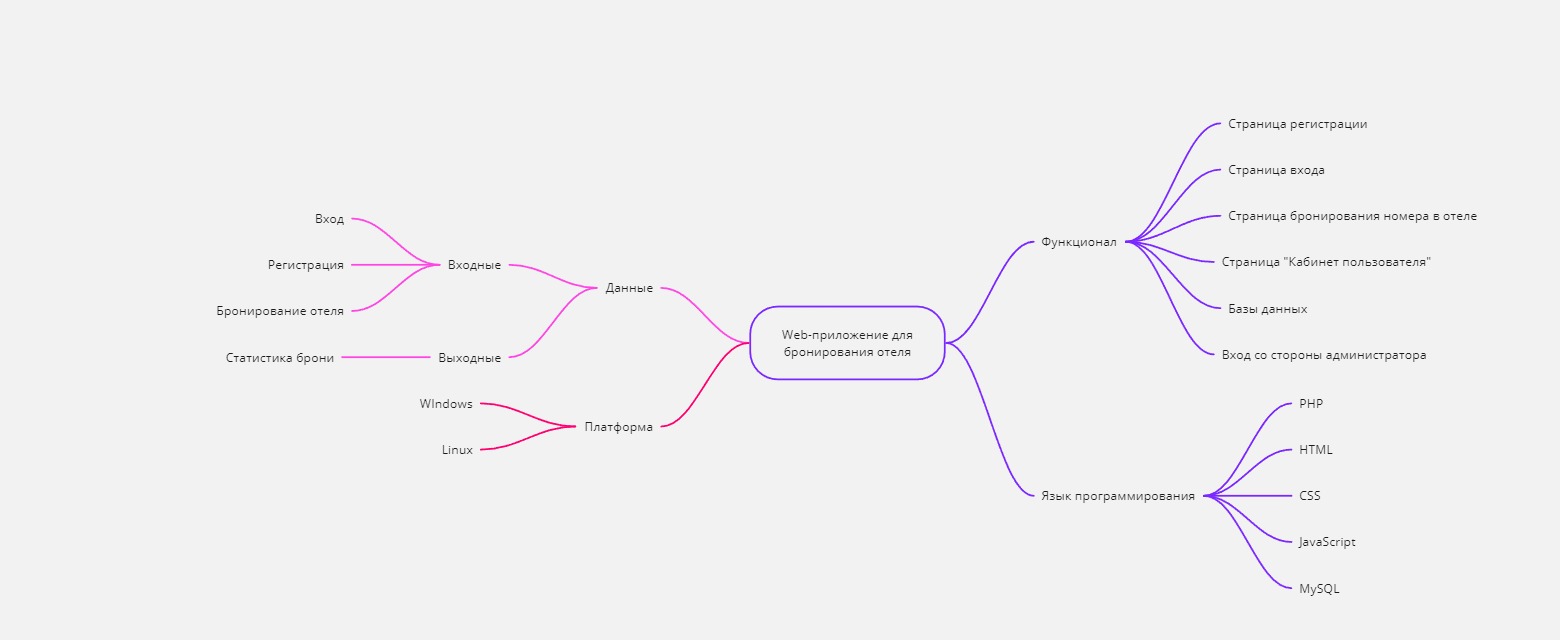 Web-приложение для
бронирования отеля
Функционал
Страница регистрации
Страница входа
Страница бронирования номера в отеле
Страница "Кабинет пользователя"
Базы данных
Вход со стороны администратора
Язык программирования
PHP
HTML
CSS
JavaScript
MySQL
Данные
Входные
Вход
Регистрация
Бронирование отеля
Выходные
Статистика брони
Платформа
WIndows
Linux